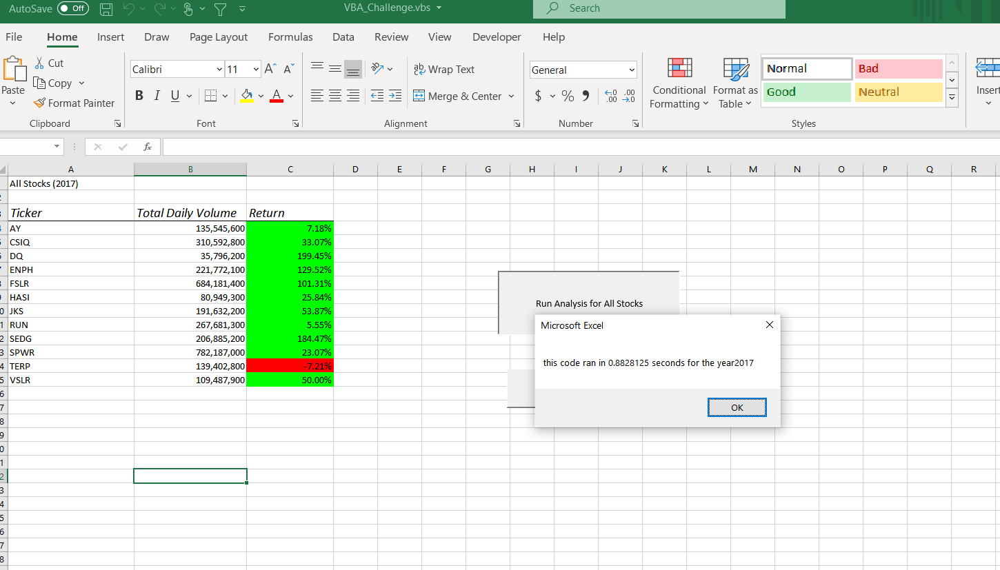 AutoSave Off VBA_Challenge.vbs Search
File Home Insert Draw Page Layout Formulas Data Review View Developer Help
Paste Cut Copy Format Painter
Calibri 11
B I U A
ab Wrap Text
Merge & Center
General
$ % 9
Conditional Formatting
Format as Table
Normal Bad
Good Neutral
Insert
Clipboard Font Alignment Number Styles
fx
A B C D E F G H I J K L M N O P Q R
All Stocks (2017)
Ticker Total Daily Volume Return
AY 135,545,600 7.18%
CSIQ 310,592,800 33.07%
DQ 35,796,200 199.45%
ENPH 221,772,100 129.52%
FSLR 684,181,400 101.31%
HASI 80,949,300 25.84%
JKS 191,632,200 53.87%
RUN 267,681,300 5.55%
SEDG 206,885,200 184.47%
SPWR 782,187,000 23.07%
TERP 139,402,800 -7.21%
VSLR 109,487,900 50.00%
Run Analysis for All Stocks
Microsoft Excel
this code ran in 0.8828125 seconds for the year2017
OK